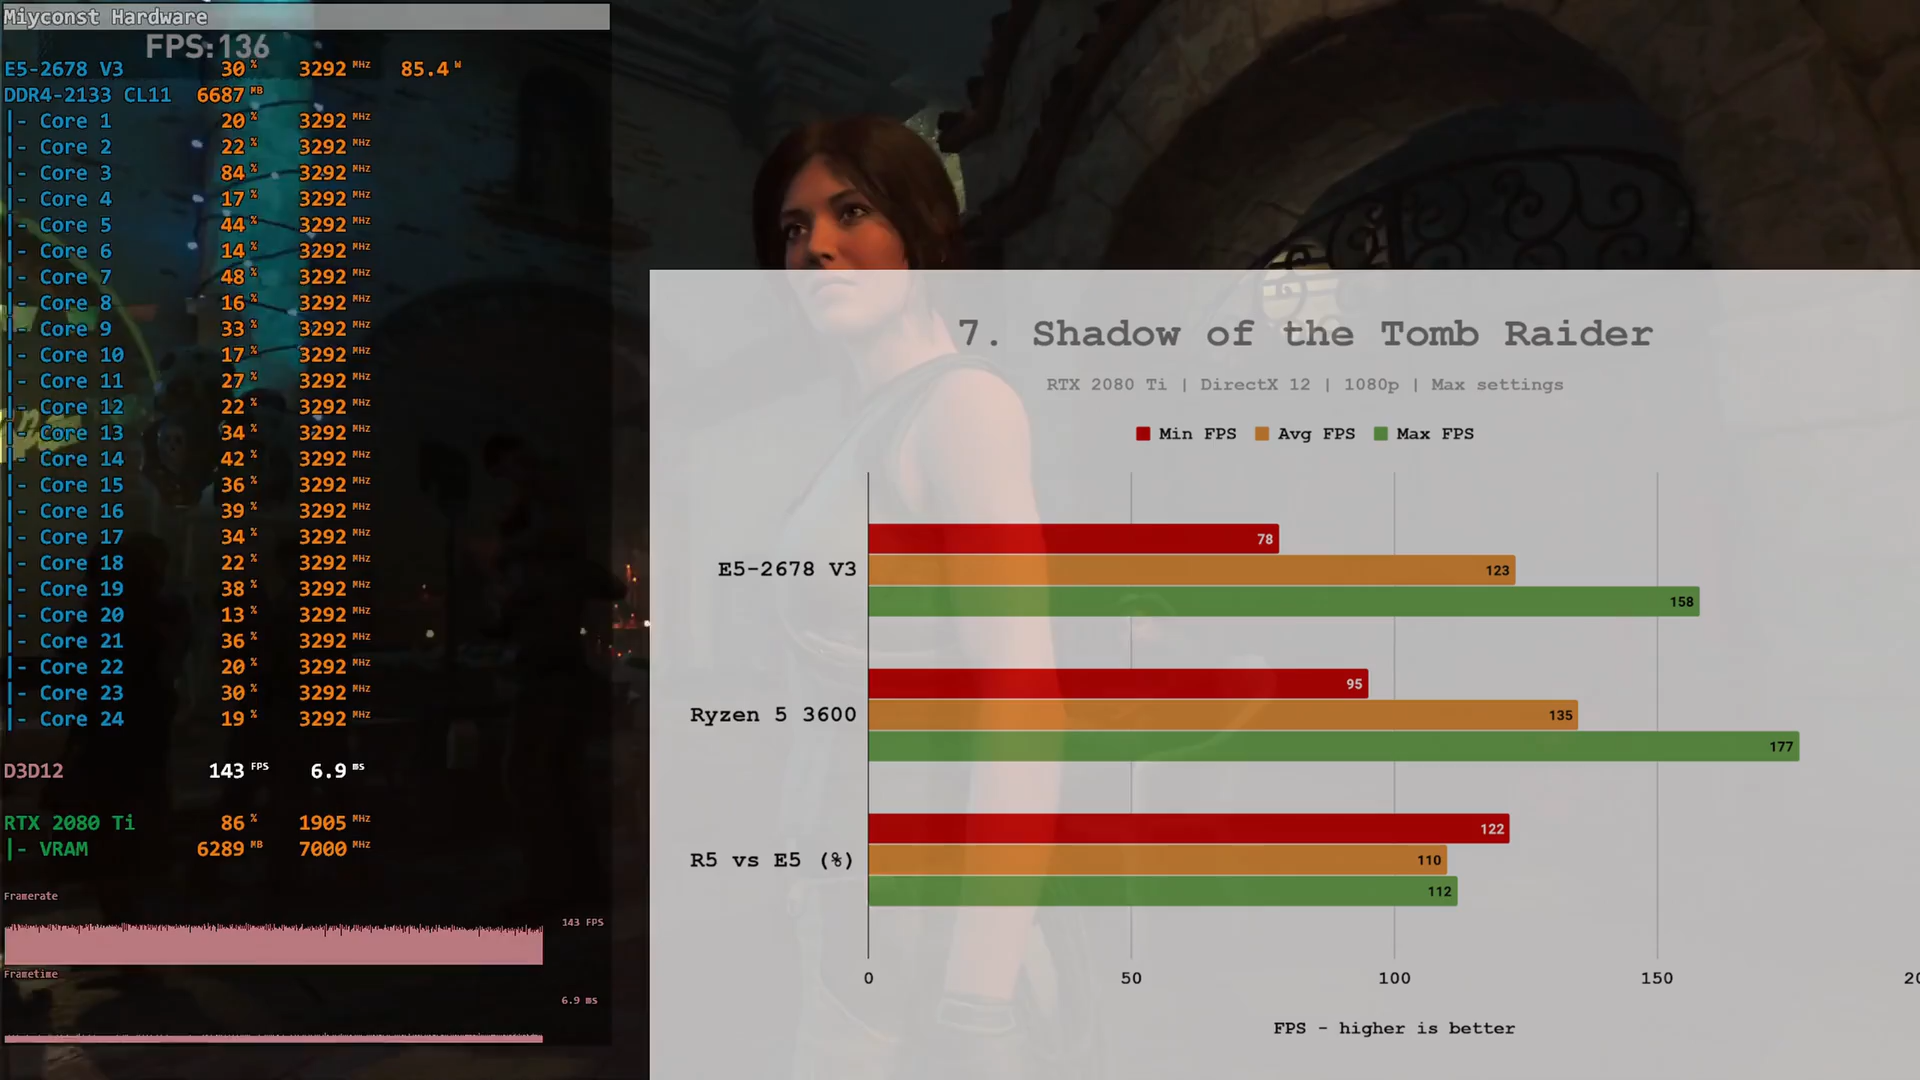 Miyconst Hardware
FPS:136
E5-2678 V3 30 % 3292 MHz 85.4 W
DDR4-2133 CL11 6687 MB
|- Core 1 20 % 3292 MHz
|- Core 2 22 % 3292 MHz
|- Core 3 84 % 3292 MHz
|- Core 4 17 % 3292 MHz
|- Core 5 44 % 3292 MHz
|- Core 6 14 % 3292 MHz
|- Core 7 48 % 3292 MHz
|- Core 8 16 % 3292 MHz
|- Core 9 33 % 3292 MHz
|- Core 10 17 % 3292 MHz
|- Core 11 27 % 3292 MHz
|- Core 12 22 % 3292 MHz
|- Core 13 34 % 3292 MHz
|- Core 14 42 % 3292 MHz
|- Core 15 36 % 3292 MHz
|- Core 16 39 % 3292 MHz
|- Core 17 34 % 3292 MHz
|- Core 18 22 % 3292 MHz
|- Core 19 38 % 3292 MHz
|- Core 20 13 % 3292 MHz
|- Core 21 36 % 3292 MHz
|- Core 22 20 % 3292 MHz
|- Core 23 30 % 3292 MHz
|- Core 24 19 % 3292 MHz
D3D12 143 FPS 6.9 ms
RTX 2080 Ti 86 % 1905 MHz
|- VRAM 6289 MB 7000 MHz
Framerate
143 FPS
Frametime
6.9 ms
7. Shadow of the Tomb Raider
RTX 2080 Ti | DirectX 12 | 1080p | Max settings
Min FPS Avg FPS Max FPS
78
E5-2678 V3 123
158
95
Ryzen 5 3600 135
177
122
R5 vs E5 (%) 110
112
0 50 100 150
FPS - higher is better